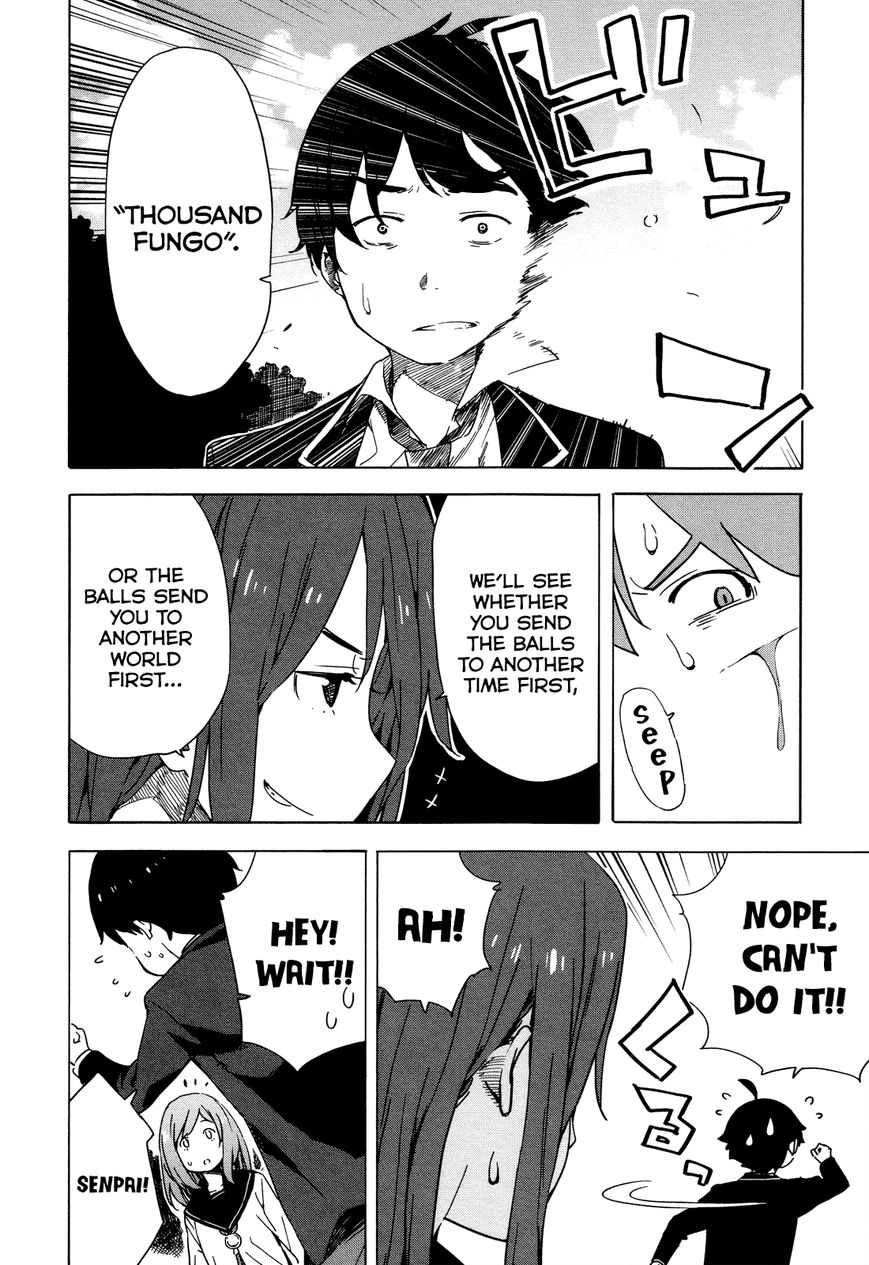 ビュ
"THOUSAND
FUNGO".
WE'LL SEE
WHETHER
YOU SEND
THE BALLS
TO ANOTHER
TIME FIRST,
seep
OR THE
BALLS SEND
YOU TO
ANOTHER
WORLD
FIRST...
NOPE,
CAN'T
DO IT!!
くるっ
AH!
HEY!
WAIT!!
SENPAI!